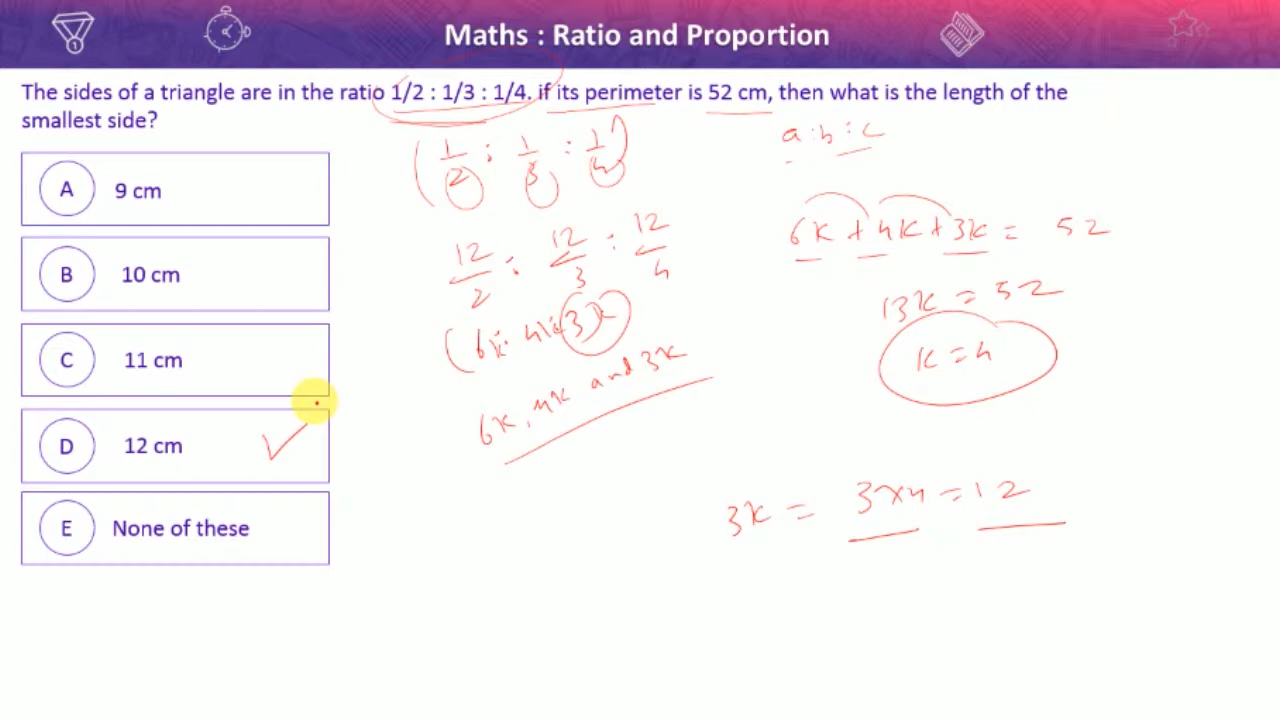 Maths : Ratio and Proportion
The sides of a triangle are in the ratio 1/2 : 1/3 : 1/4. if its perimeter is 52 cm, then what is the length of the
smallest side?
A 9 cm
B 10 cm
C 11 cm
D 12 cm
E None of these
(1/2 : 1/3 : 1/4)
12/2 : 12/3 : 12/4
(6k : 4k : 3k
6k, 4k and 3k
a : b : c
6k + 4k + 3k = 52
13k = 52
k = 4
3k = 3x4 = 12